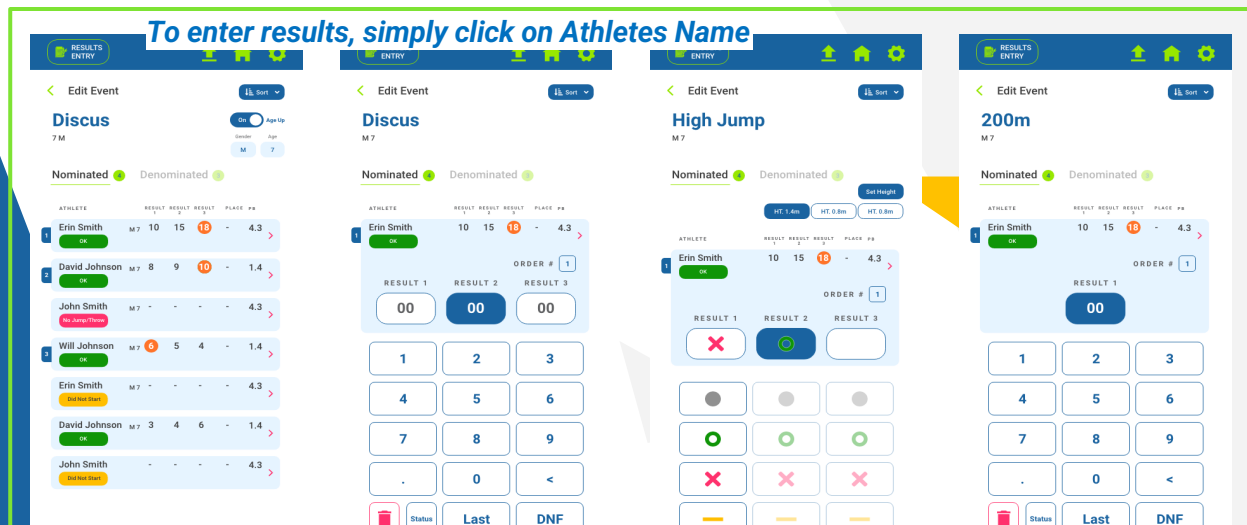 To enter results, simply click on Athletes Name
RESULTS
ENTRY
Edit Event
Sort
Discus
7 M
On
Age Up
Gender Age
M 7
Nominated 4 Denominated
ATHLETE RESULT 1 RESULT 2 RESULT 3 PLACE PB
1 Erin Smith M 7 10 15 18 - 4.3 >
OK
2 David Johnson M 7 8 9 10 - 1.4 >
OK
John Smith M 7 - - - - 4.3 >
No Jump/Throw
3 Will Johnson M 7 6 5 4 - 1.4 >
OK
Erin Smith M 7 - - - - 4.3 >
Did Not Start
David Johnson M 7 3 4 6 - 1.4 >
OK
John Smith - - - - 4.3 >
Did Not Start
ENTRY
Edit Event
Sort
Discus
M 7
Nominated 4 Denominated
ATHLETE RESULT 1 RESULT 2 RESULT 3 PLACE PB
1 Erin Smith 10 15 18 - 4.3 >
OK
ORDER # 1
RESULT 1 RESULT 2 RESULT 3
00 00 00
1 2 3
4 5 6
7 8 9
. 0 <
Status Last DNF
ENTRY
Edit Event
Sort
High Jump
M 7
Nominated 4 Denominated
Set Height
HT. 1.4m HT. 0.8m HT. 0.8m
ATHLETE RESULT 1 RESULT 2 RESULT 3 PLACE PB
1 Erin Smith 10 15 18 - 4.3 >
OK
ORDER # 1
RESULT 1 RESULT 2 RESULT 3
RESULTS
ENTRY
Edit Event
Sort
200m
M 7
Nominated 4 Denominated
ATHLETE RESULT 1 RESULT 2 RESULT 3 PLACE PB
1 Erin Smith 10 15 18 - 4.3 >
OK
ORDER # 1
RESULT 1
00
1 2 3
4 5 6
7 8 9
. 0 <
Status Last DNF